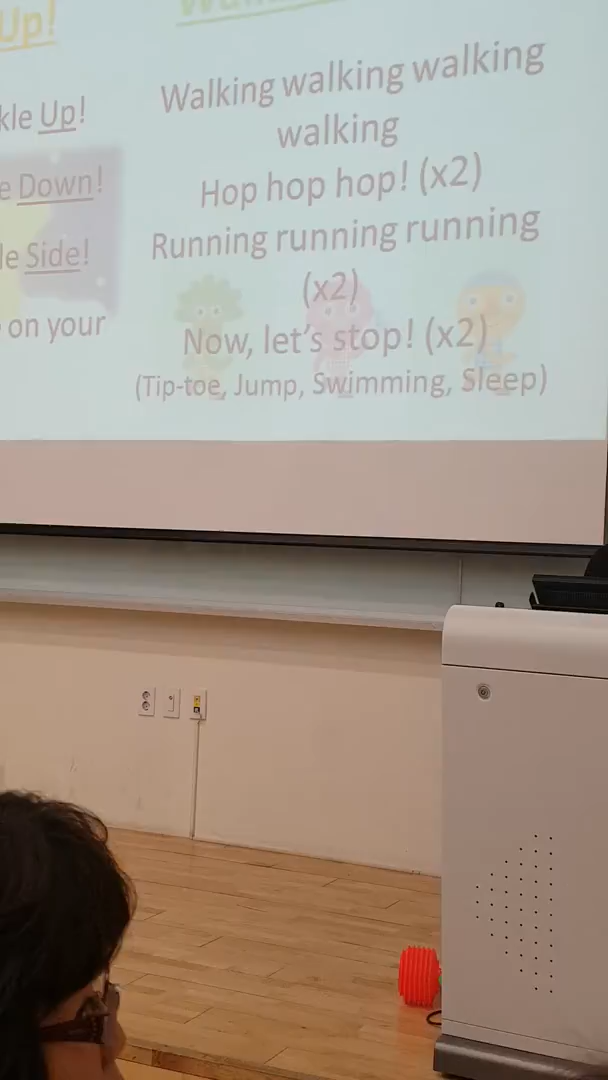 Up!
kle Up!
e Down!
le Side!
on your
Walking walking walking
walking
Hop hop hop! (x2)
Running running running
(x2)
Now, let's stop! (x2)
(Tip-toe, Jump, Swimming, Sleep)